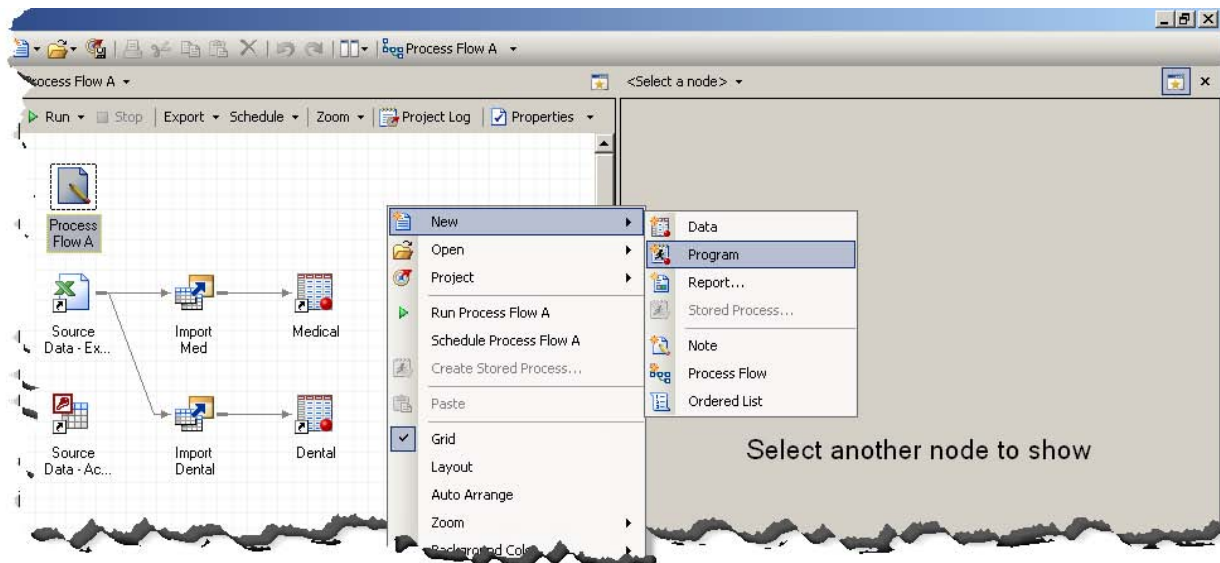 Process Flow A
Process Flow A
<Select a node>
Run
Stop
Export
Schedule
Zoom
Project Log
Properties
Process
Flow A
Source
Data - Ex...
Import
Med
Medical
Source
Data - Ac...
Import
Dental
Dental
New
Open
Project
Run Process Flow A
Schedule Process Flow A
Create Stored Process...
Paste
Grid
Layout
Auto Arrange
Zoom
Background Color
Data
Program
Report...
Stored Process...
Note
Process Flow
Ordered List
Select another node to show